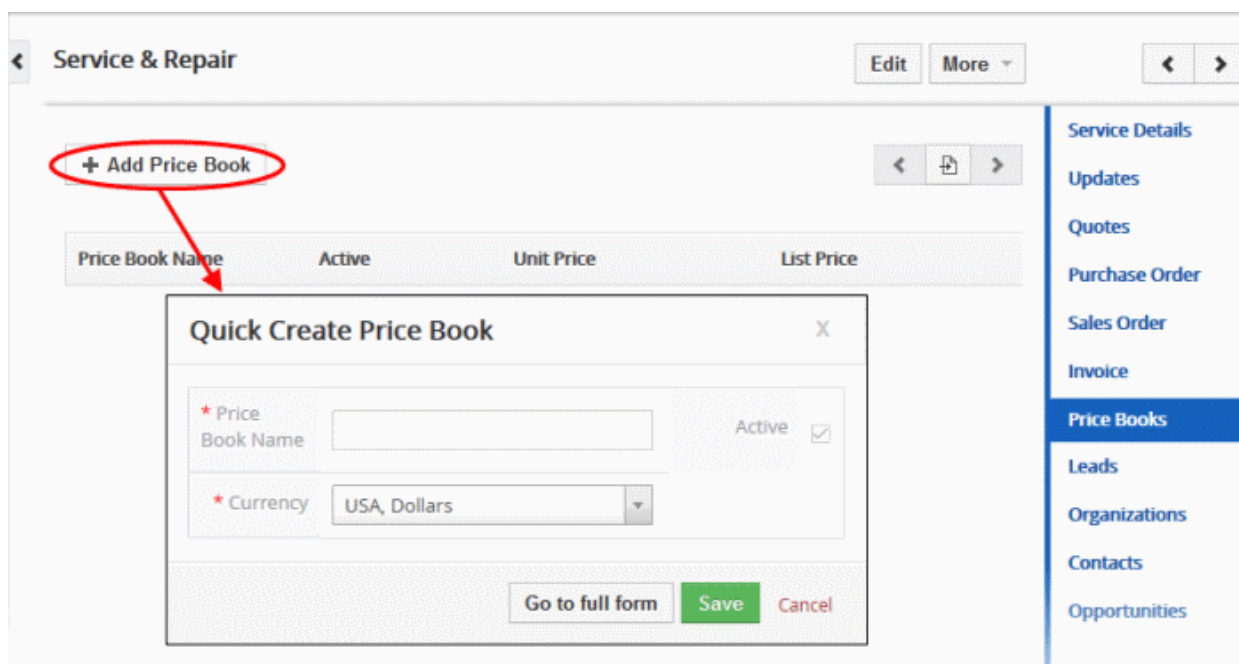 Service & Repair
Edit
More
+ Add Price Book
Price Book Name Active Unit Price List Price
Quick Create Price Book
X
* Price
Book Name
Active
* Currency
USA, Dollars
Go to full form
Save
Cancel
Service Details
Updates
Quotes
Purchase Order
Sales Order
Invoice
Price Books
Leads
Organizations
Contacts
Opportunities